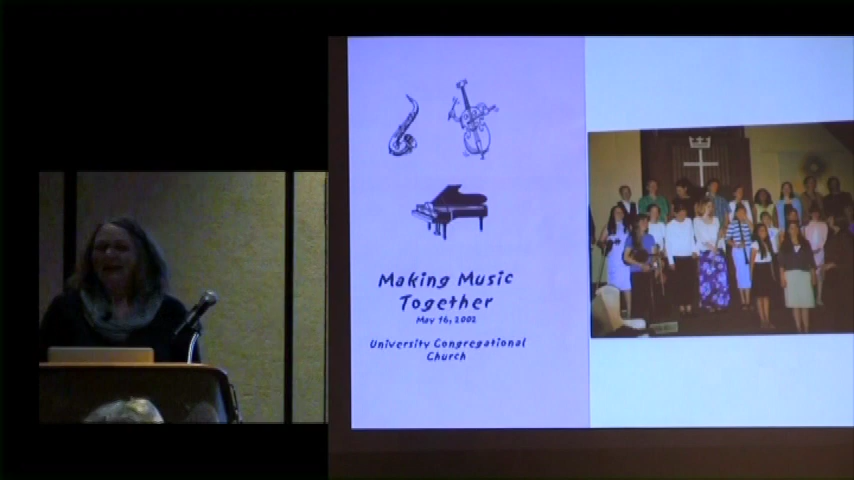 Making Music
Together
May 16, 2002
University Congregational
Church